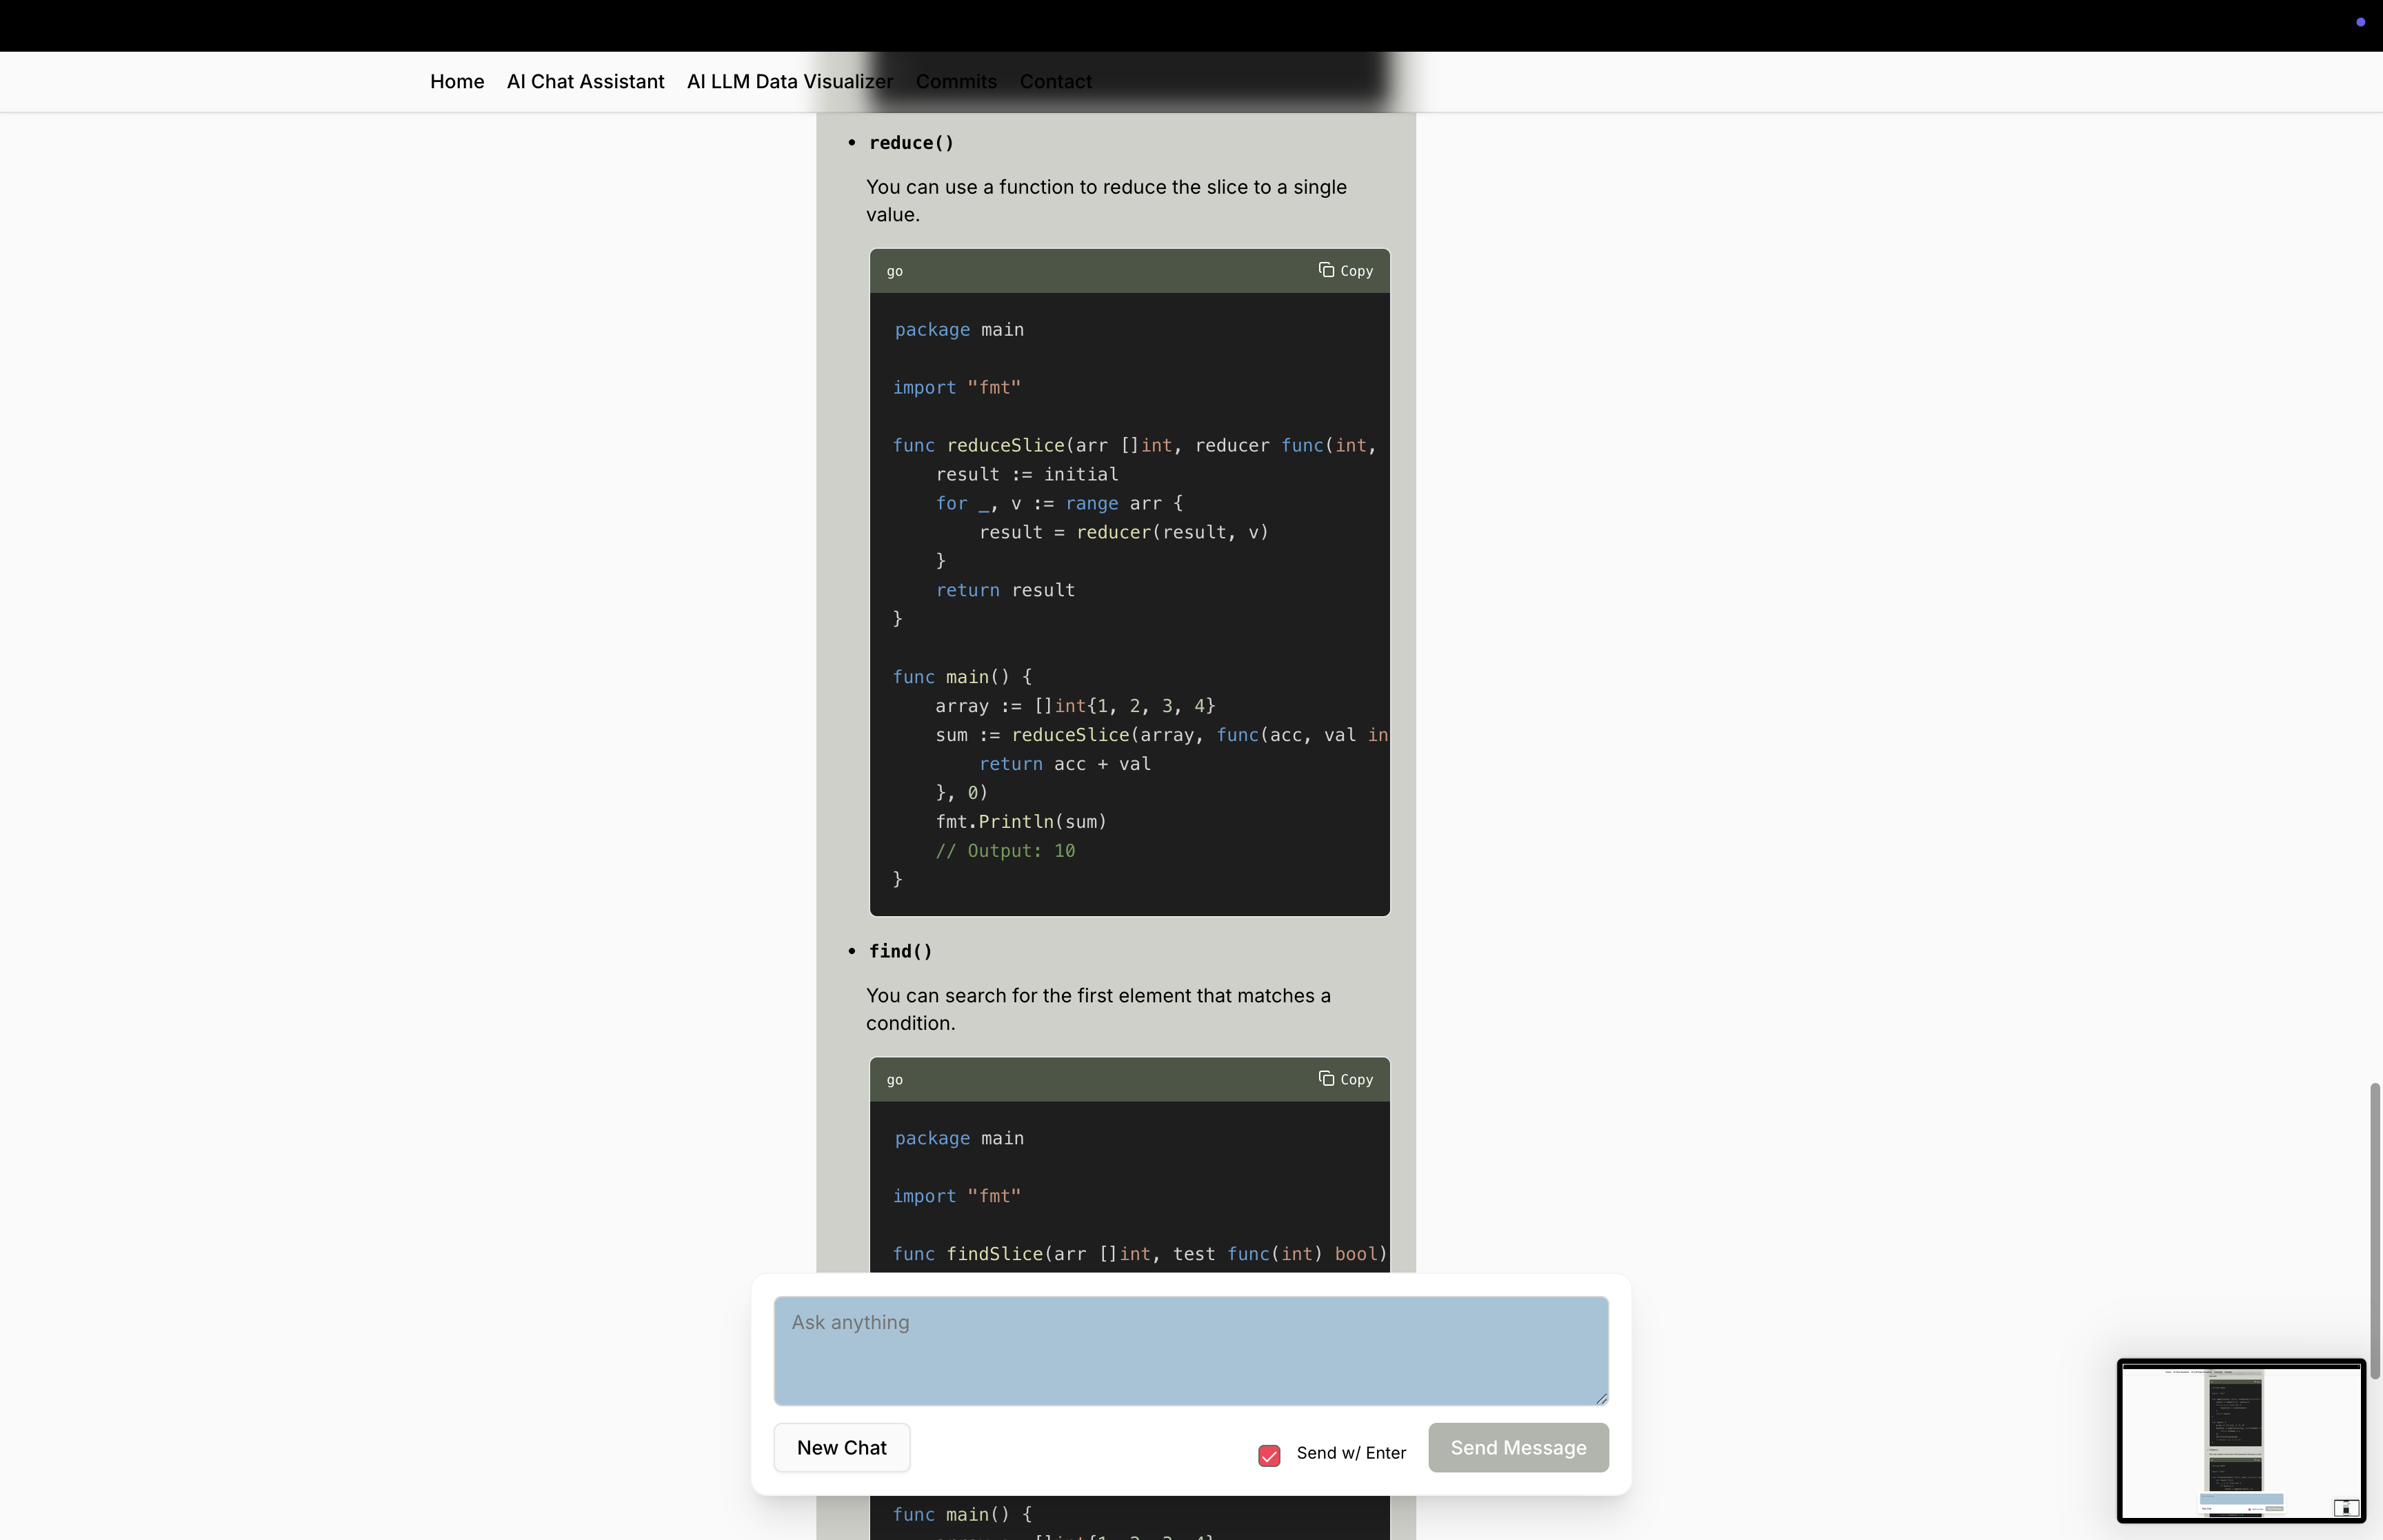 Home AI Chat Assistant AI LLM Data Visualizer Commits Contact
• reduce()
You can use a function to reduce the slice to a single
value.
go Copy
package main
import "fmt"
func reduceSlice(arr []int, reducer func(int,
    result := initial
    for _, v := range arr {
        result = reducer(result, v)
    }
    return result
}
func main() {
    array := []int{1, 2, 3, 4}
    sum := reduceSlice(array, func(acc, val in
        return acc + val
    }, 0)
    fmt.Println(sum)
    // Output: 10
}
• find()
You can search for the first element that matches a
condition.
go Copy
package main
import "fmt"
func findSlice(arr []int, test func(int) bool)
Ask anything
New Chat Send w/ Enter Send Message
func main() {